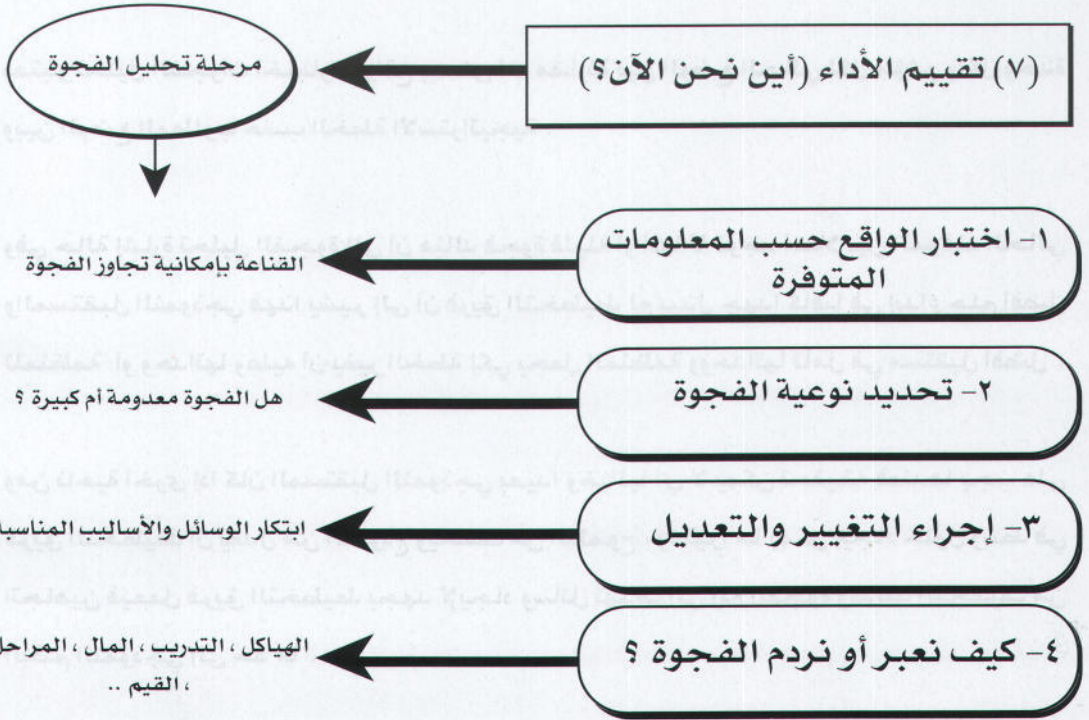 (٧) تقييم الأداء (أين نحن الآن؟)
مرحلة تحليل الفجوة
١- اختبار الواقع حسب المعلومات
المتوفرة
القناعة بإمكانية تجاوز الفجوة
٢- تحديد نوعية الفجوة
هل الفجوة معدومة أم كبيرة ؟
٣- إجراء التغيير والتعديل
ابتكار الوسائل والأساليب المناسبة
٤- كيف نعبر أو نردم الفجوة ؟
الهياكل ، التدريب ، المال ، المراحل
، القيم ..